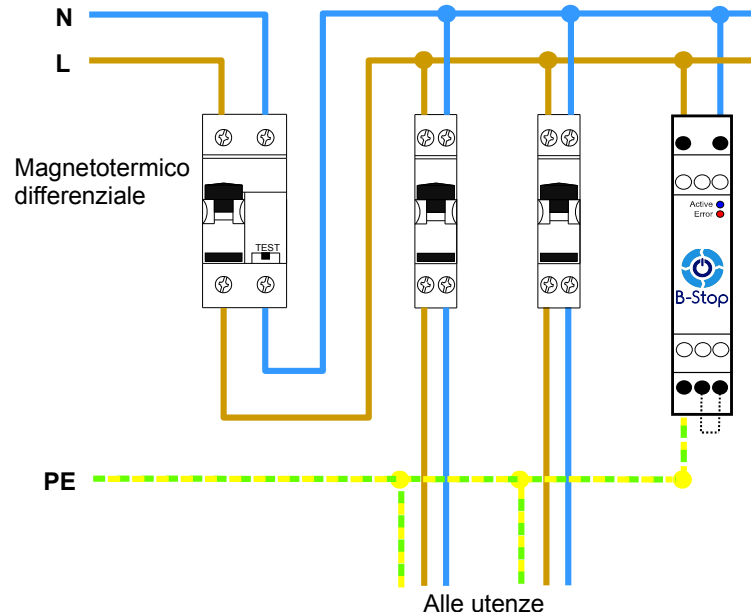 N
L
Magnetotermico
differenziale
TEST
Active
Error
B-Stop
PE
Alle utenze